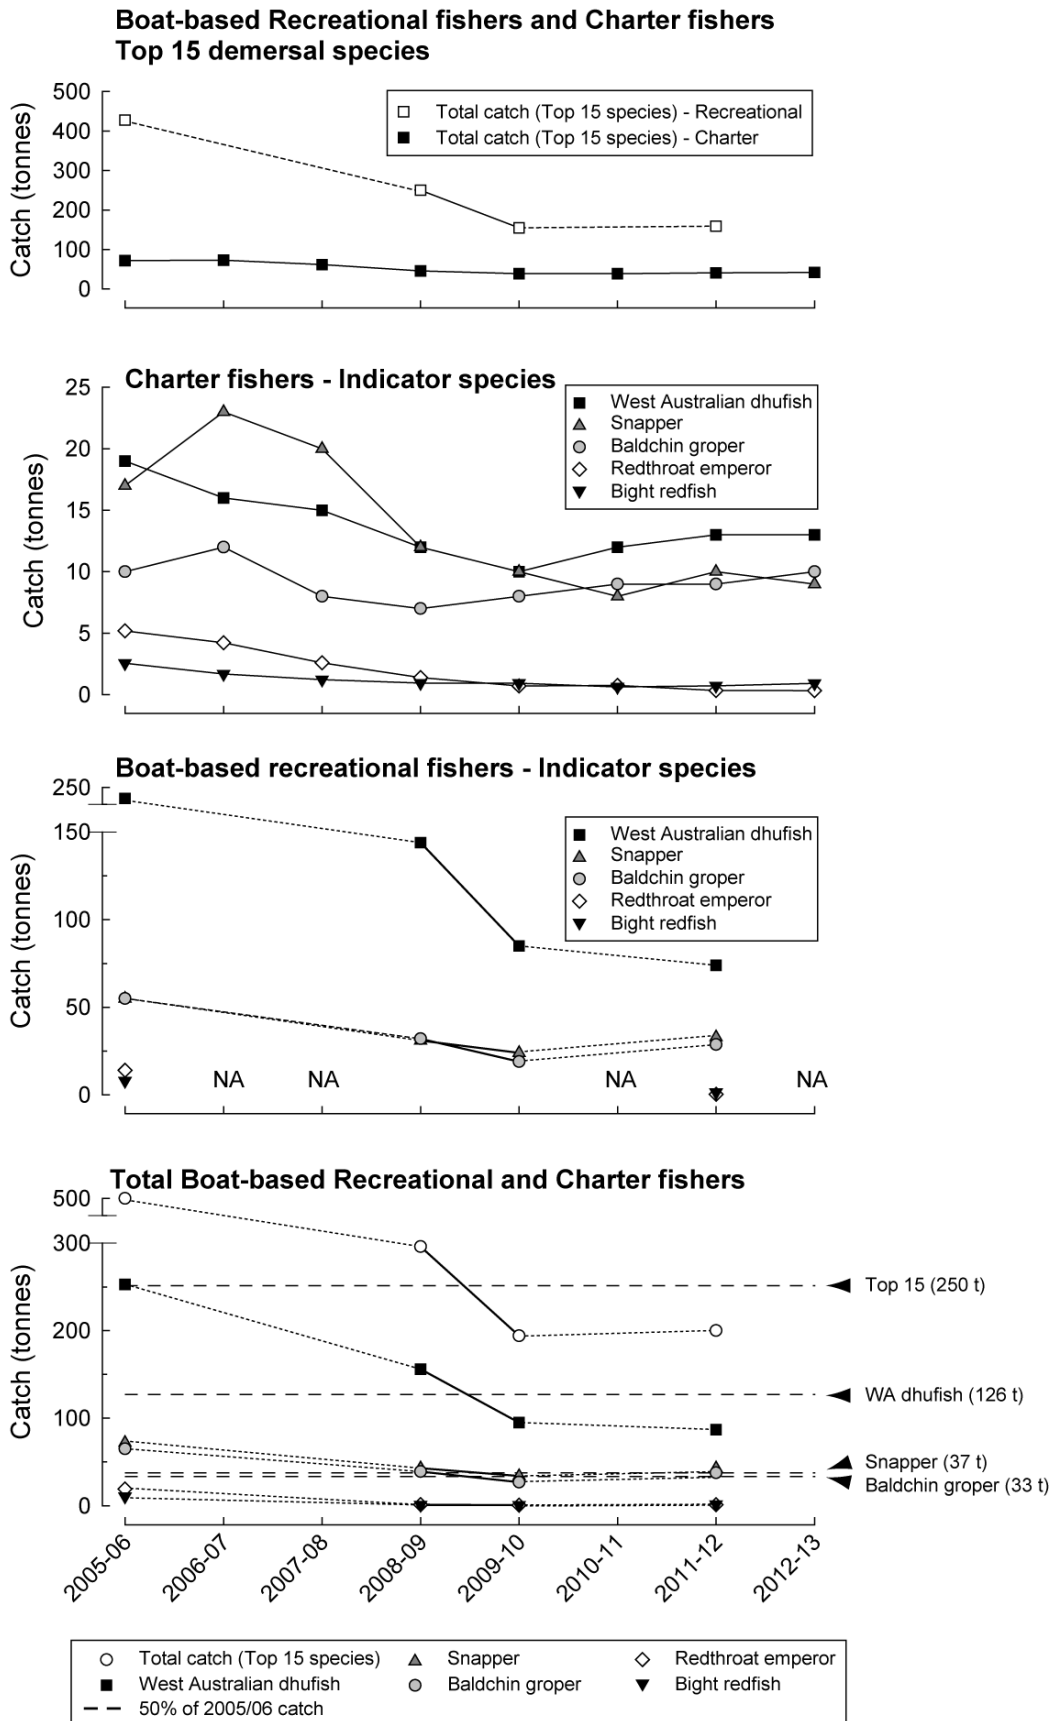 Boat-based Recreational fishers and Charter fishers
Top 15 demersal species
Catch (tonnes)
500
400
300
200
100
0
Total catch (Top 15 species) - Recreational
Total catch (Top 15 species) - Charter
Charter fishers - Indicator species
Catch (tonnes)
25
20
15
10
5
0
West Australian dhufish
Snapper
Baldchin groper
Redthroat emperor
Bight redfish
Boat-based recreational fishers - Indicator species
Catch (tonnes)
250
150
100
50
0
West Australian dhufish
Snapper
Baldchin groper
Redthroat emperor
Bight redfish
NA NA NA NA
Total Boat-based Recreational and Charter fishers
Catch (tonnes)
500
300
200
100
0
Top 15 (250 t)
WA dhufish (126 t)
Snapper (37 t)
Baldchin groper (33 t)
2005-06 2006-07 2007-08 2008-09 2009-10 2010-11 2011-12 2012-13
Total catch (Top 15 species) Snapper Redthroat emperor
West Australian dhufish Baldchin groper Bight redfish
50% of 2005/06 catch